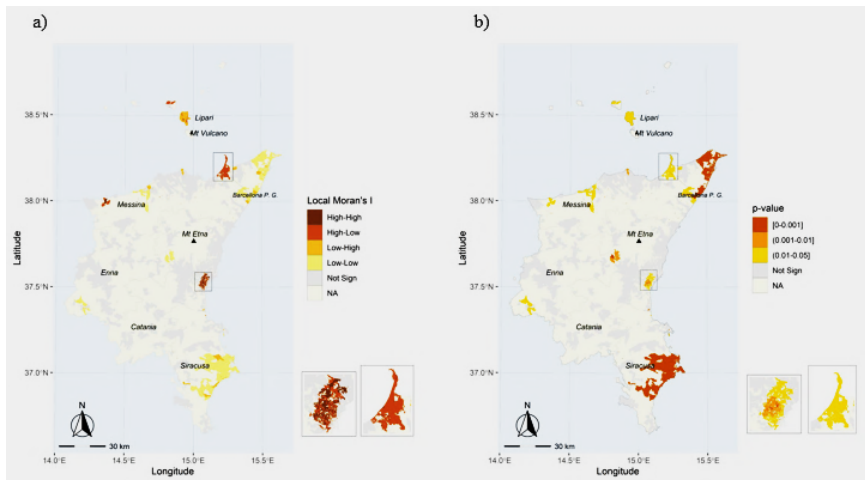 a)
38.5°N
38.0°N
37.5°N
37.0°N
Latitude
Lipari
Mt Vulcano
Barcellona P. G.
Messina
Mt Etna
Enna
Catania
Siracusa
N
30 km
14.0°E
14.5°E
15.0°E
15.5°E
Longitude
Local Moran's I
High-High
High-Low
Low-High
Low-Low
Not Sign
NA
b)
38.5°N
38.0°N
37.5°N
37.0°N
Latitude
Lipari
Mt Vulcano
Barcellona P. G.
Messina
Mt Etna
Enna
Catania
Siracusa
N
30 km
14.0°E
14.5°E
15.0°E
15.5°E
Longitude
p-value
[0-0.001]
(0.001-0.01]
(0.01-0.05]
Not Sign
NA